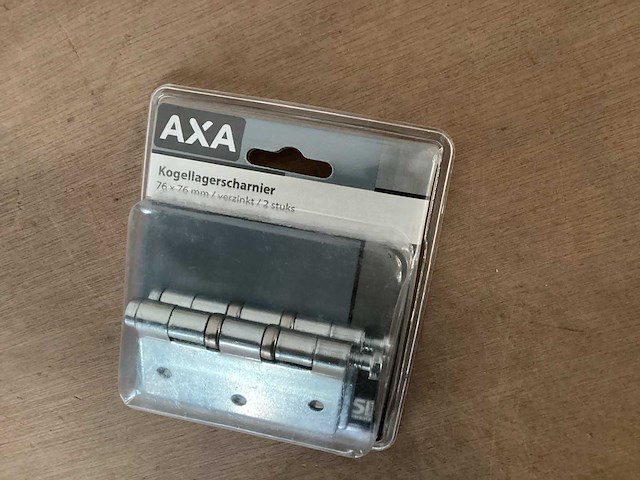 AXA
Kogellagerscharnier
76 x 76 mm / verzinkt / 2 stuks